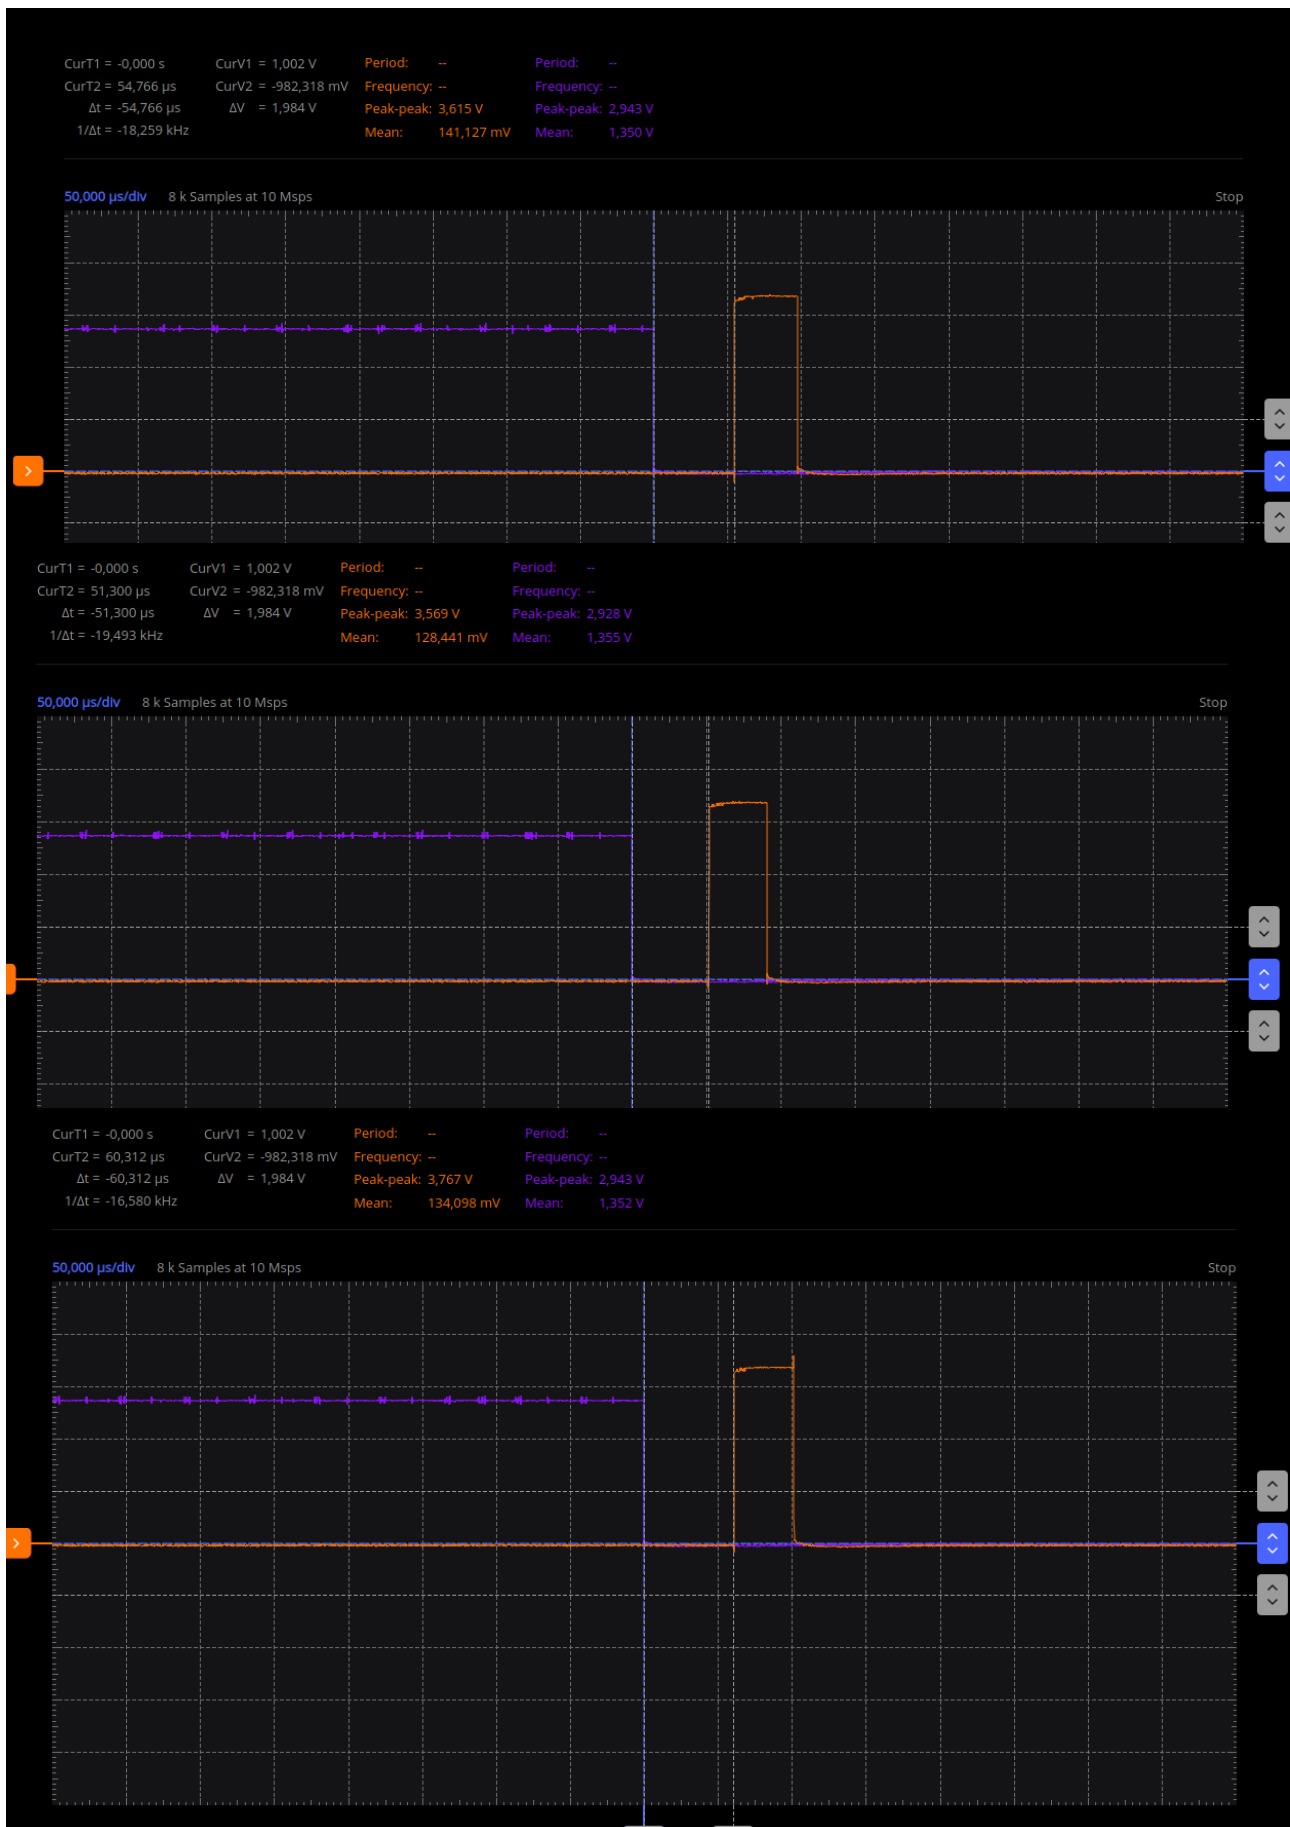 CurT1 = -0,000 s CurV1 = 1,002 V Period: -- Period: --
CurT2 = 54,766 µs CurV2 = -982,318 mV Frequency: -- Frequency: --
Δt = -54,766 µs ΔV = 1,984 V Peak-peak: 3,615 V Peak-peak: 2,943 V
1/Δt = -18,259 kHz Mean: 141,127 mV Mean: 1,350 V
50,000 µs/div 8 k Samples at 10 Msps Stop
CurT1 = -0,000 s CurV1 = 1,002 V Period: -- Period: --
CurT2 = 51,300 µs CurV2 = -982,318 mV Frequency: -- Frequency: --
Δt = -51,300 µs ΔV = 1,984 V Peak-peak: 3,569 V Peak-peak: 2,928 V
1/Δt = -19,493 kHz Mean: 128,441 mV Mean: 1,355 V
50,000 µs/div 8 k Samples at 10 Msps Stop
CurT1 = -0,000 s CurV1 = 1,002 V Period: -- Period: --
CurT2 = 60,312 µs CurV2 = -982,318 mV Frequency: -- Frequency: --
Δt = -60,312 µs ΔV = 1,984 V Peak-peak: 3,767 V Peak-peak: 2,943 V
1/Δt = -16,580 kHz Mean: 134,098 mV Mean: 1,352 V
50,000 µs/div 8 k Samples at 10 Msps Stop